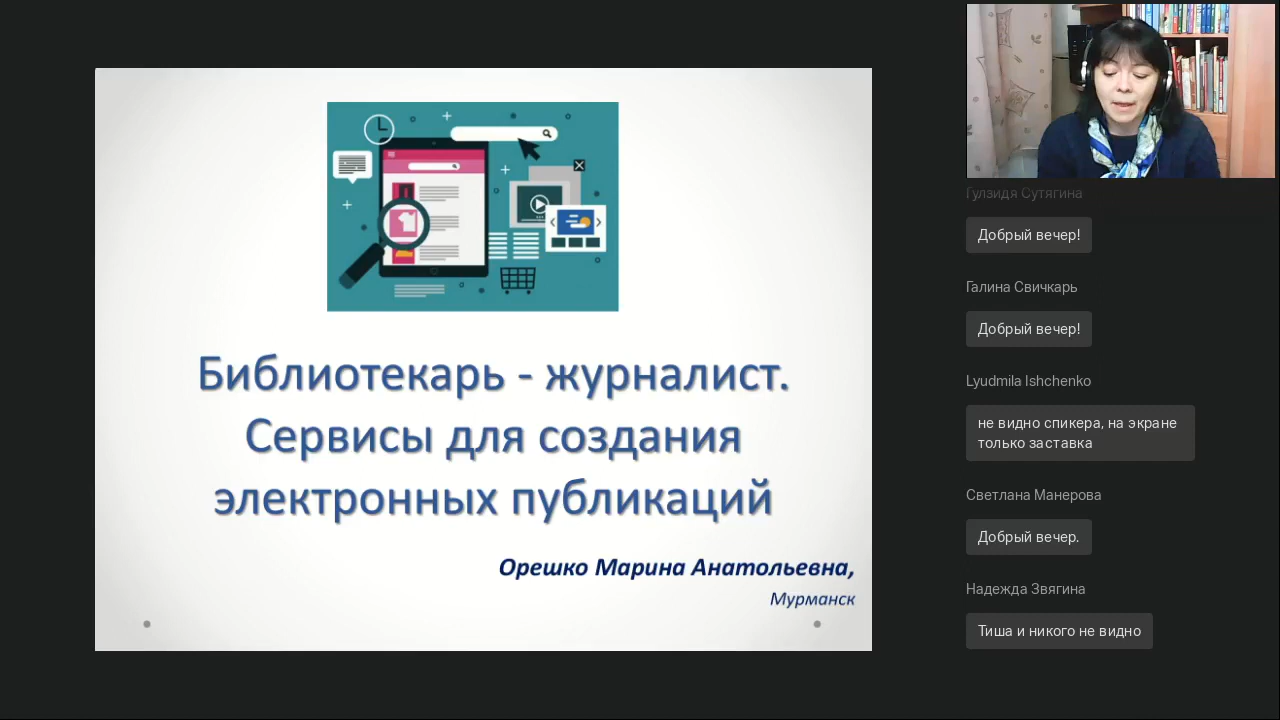 Библиотекарь - журналист.
Сервисы для создания
электронных публикаций
Орешко Марина Анатольевна,
Мурманск
Гулзидя Сутягина
Добрый вечер!
Галина Свичкарь
Добрый вечер!
Lyudmila Ishchenko
не видно спикера, на экране
только заставка
Светлана Манерова
Добрый вечер.
Надежда Звягина
Тиша и никого не видно